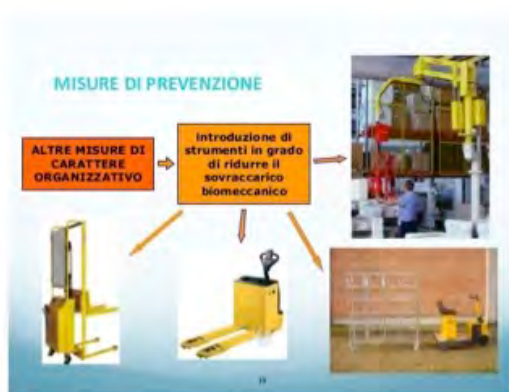 MISURE DI PREVENZIONE
ALTRE MISURE DI
CARATTERE
ORGANIZZATIVO
Introduzione di
strumenti in grado
di ridurre il
sovraccarico
biomeccanico